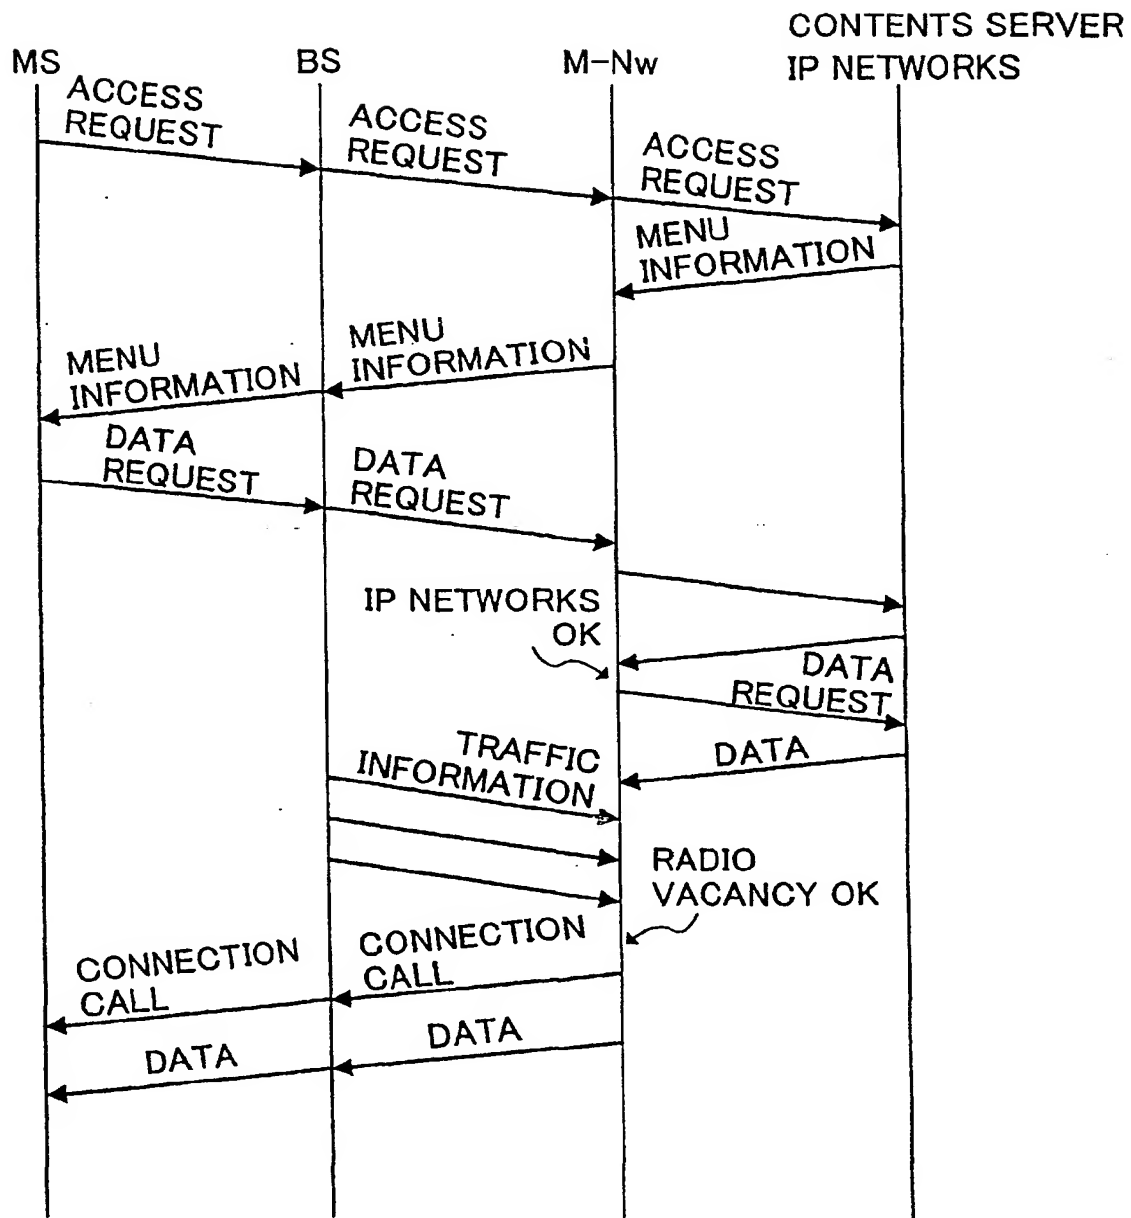 CONTENTS SERVER
MS
BS
M-Nw
IP NETWORKS
ACCESS
REQUEST
ACCESS
REQUEST
ACCESS
REQUEST
MENU
INFORMATION
MENU
INFORMATION
MENU
INFORMATION
DATA
REQUEST
DATA
REQUEST
IP NETWORKS
OK
DATA
REQUEST
DATA
TRAFFIC
INFORMATION
RADIO
VACANCY OK
CONNECTION
CALL
CONNECTION
CALL
DATA
DATA